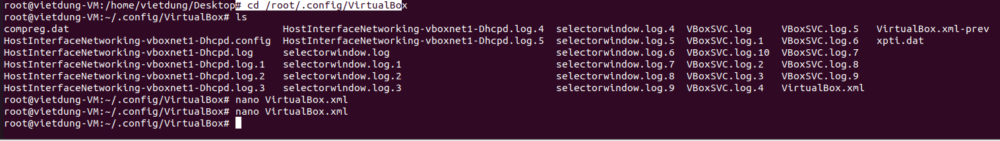 root@vietdung-VM:/home/vietdung/Desktop# cd /root/.config/VirtualBox
root@vietdung-VM:~/.config/VirtualBox# ls
compreg.dat HostInterfaceNetworking-vboxnet1-Dhcpd.log.4 selectorwindow.log.4 VBoxSVC.log VBoxSVC.log.5 VirtualBox.xml-prev
HostInterfaceNetworking-vboxnet1-Dhcpd.config HostInterfaceNetworking-vboxnet1-Dhcpd.log.5 selectorwindow.log.5 VBoxSVC.log.1 VBoxSVC.log.6 xpti.dat
HostInterfaceNetworking-vboxnet1-Dhcpd.log selectorwindow.log selectorwindow.log.6 VBoxSVC.log.10 VBoxSVC.log.7
HostInterfaceNetworking-vboxnet1-Dhcpd.log.1 selectorwindow.log.1 selectorwindow.log.7 VBoxSVC.log.2 VBoxSVC.log.8
HostInterfaceNetworking-vboxnet1-Dhcpd.log.2 selectorwindow.log.2 selectorwindow.log.8 VBoxSVC.log.3 VBoxSVC.log.9
HostInterfaceNetworking-vboxnet1-Dhcpd.log.3 selectorwindow.log.3 selectorwindow.log.9 VBoxSVC.log.4 VirtualBox.xml
root@vietdung-VM:~/.config/VirtualBox# nano VirtualBox.xml
root@vietdung-VM:~/.config/VirtualBox# nano VirtualBox.xml
root@vietdung-VM:~/.config/VirtualBox#